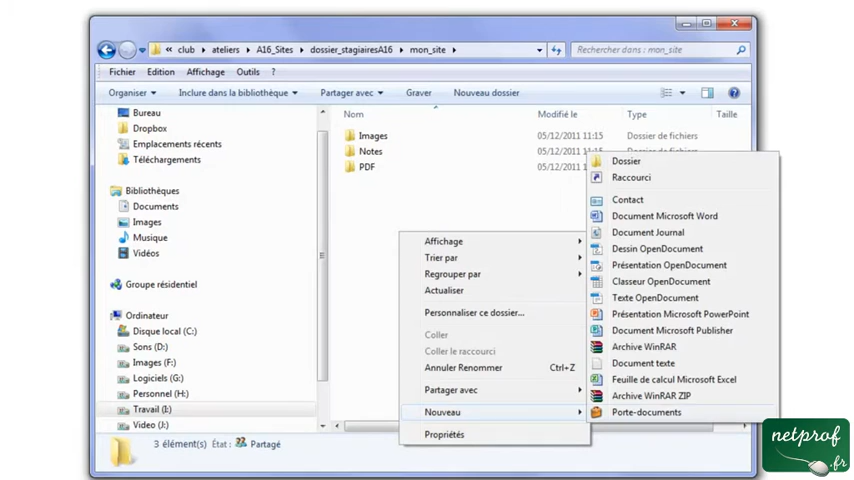 « club ▸ ateliers ▸ A16_Sites ▸ dossier_stagiairesA16 ▸ mon_site ▸
Rechercher dans : mon_site
Fichier Edition Affichage Outils ?
Organiser Inclure dans la bibliothèque Partager avec Graver Nouveau dossier
Bureau
Dropbox
Emplacements récents
Téléchargements
Bibliothèques
Documents
Images
Musique
Vidéos
Groupe résidentiel
Ordinateur
Disque local (C:)
Sons (D:)
Images (F:)
Logiciels (G:)
Personnel (H:)
Travail (I:)
Video (J:)
Nom Modifié le Type Taille
Images 05/12/2011 11:15 Dossier de fichiers
Notes 05/12/2011 11:15 Dossier de fichiers
PDF 05/12/2011 11:15
Affichage
Trier par
Regrouper par
Actualiser
Personnaliser ce dossier...
Coller
Coller le raccourci
Annuler Renommer Ctrl+Z
Partager avec
Nouveau
Propriétés
Dossier
Raccourci
Contact
Document Microsoft Word
Document Journal
Dessin OpenDocument
Présentation OpenDocument
Classeur OpenDocument
Texte OpenDocument
Présentation Microsoft PowerPoint
Document Microsoft Publisher
Archive WinRAR
Document texte
Feuille de calcul Microsoft Excel
Archive WinRAR ZIP
Porte-documents
3 élément(s) État : Partagé
netprof
.fr